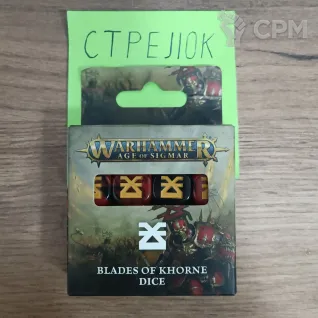 CPM
СТРЕЛОК
WARHAMMER
AGE OF SIGMAR
BLADES OF KHORNE
DICE